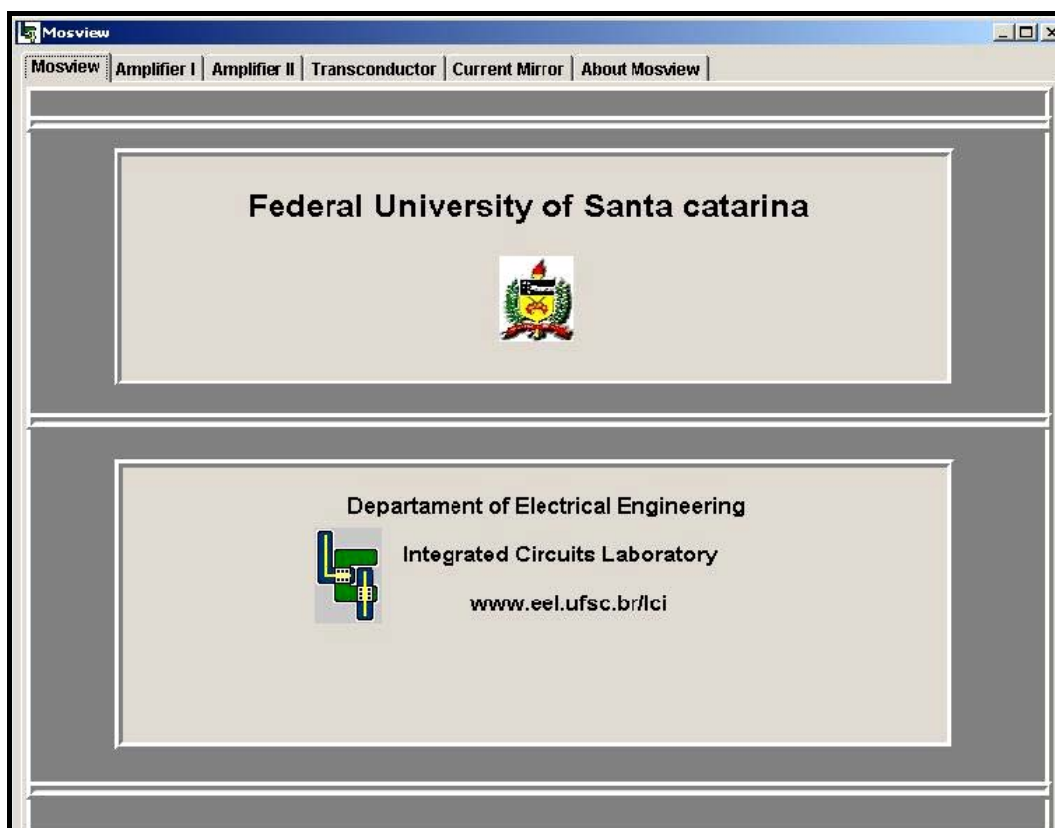 Mosview
Mosview Amplifier I Amplifier II Transconductor Current Mirror About Mosview
Federal University of Santa catarina
Departament of Electrical Engineering
Integrated Circuits Laboratory
www.eel.ufsc.br/lci